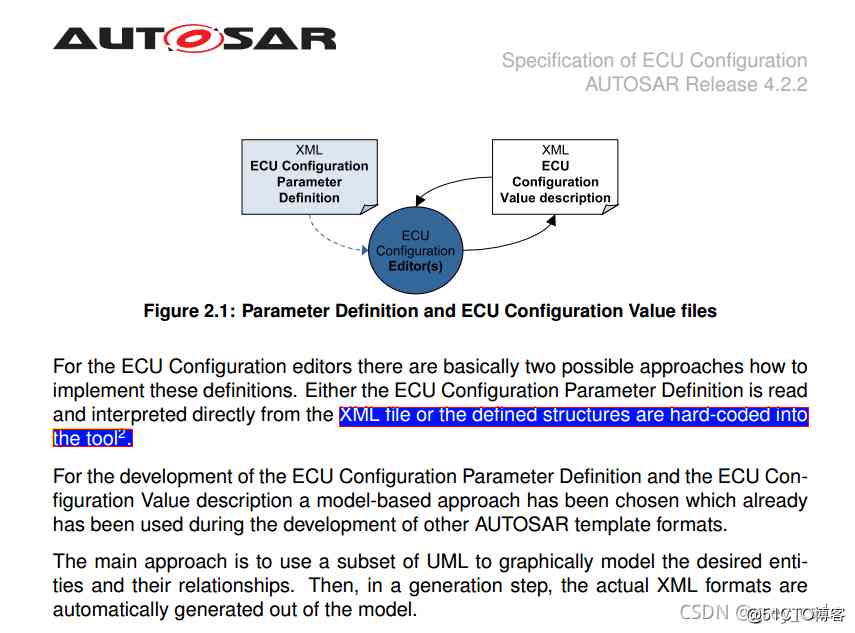 AUTOSAR
Specification of ECU Configuration
AUTOSAR Release 4.2.2
XML
ECU Configuration
Parameter
Definition
XML
ECU
Configuration
Value description
ECU
Configuration
Editor(s)
Figure 2.1: Parameter Definition and ECU Configuration Value files
For the ECU Configuration editors there are basically two possible approaches how to
implement these definitions. Either the ECU Configuration Parameter Definition is read
and interpreted directly from the XML file or the defined structures are hard-coded into
the tool².
For the development of the ECU Configuration Parameter Definition and the ECU Con-
figuration Value description a model-based approach has been chosen which already
has been used during the development of other AUTOSAR template formats.
The main approach is to use a subset of UML to graphically model the desired enti-
ties and their relationships. Then, in a generation step, the actual XML formats are
automatically generated out of the model.
CSDN @51CTO博客